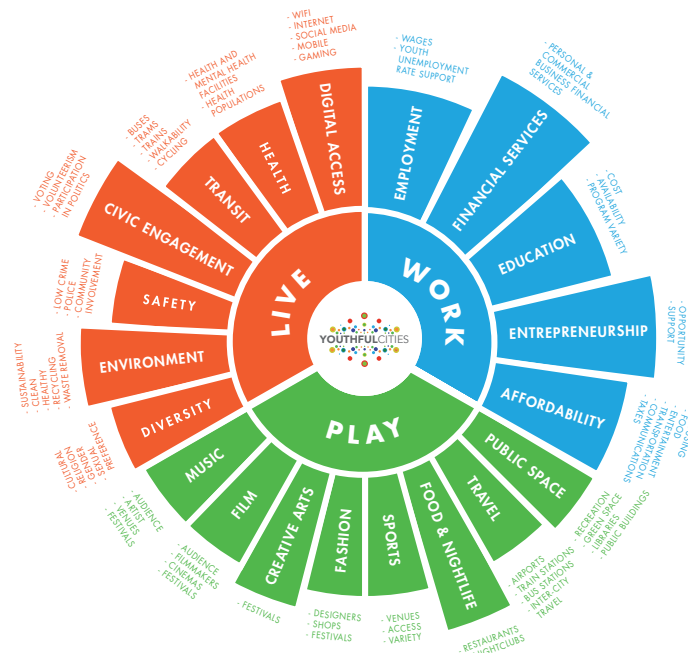 YOUTHFULCITIES
LIVE
WORK
PLAY
DIGITAL ACCESS
- WIFI
- INTERNET
- SOCIAL MEDIA
- MOBILE
- GAMING
HEALTH
- HEALTH AND
MENTAL HEALTH
FACILITIES
- HEALTH
POPULATIONS
TRANSIT
- BUSES
- TRAMS
- TRAINS
- WALKABILITY
- CYCLING
CIVIC ENGAGEMENT
- VOTING
- VOLUNTEERISM
- PARTICIPATION
IN POLITICS
SAFETY
- LOW CRIME
- POLICE
- COMMUNITY
INVOLVEMENT
ENVIRONMENT
SUSTAINABILITY
- CLEAN
- HEALTHY
- RECYCLING
- WASTE REMOVAL
DIVERSITY
CULTURAL
- RELIGION
- GENDER
- SEXUAL
PREFERENCE
EMPLOYMENT
- WAGES
- YOUTH
UNEMPLOYMENT
RATE SUPPORT
FINANCIAL SERVICES
- PERSONAL &
COMMERCIAL
BUSINESS FINANCIAL
SERVICES
EDUCATION
- COST
- AVAILABILITY
- PROGRAM VARIETY
ENTREPRENEURSHIP
- OPPORTUNITY
- SUPPORT
AFFORDABILITY
- FOOD
ENTERTAINMENT
- TRANSPORTATION
- COMMUNICATIONS
- TAXES
PUBLIC SPACE
- RECREATION
- GREEN SPACE
- LIBRARIES
- PUBLIC BUILDINGS
TRAVEL
- AIRPORTS
- TRAIN STATIONS
- BUS STATIONS
- INTER-CITY
TRAVEL
FOOD & NIGHTLIFE
- RESTAURANTS
SPORTS
- VENUES
- ACCESS
- VARIETY
FASHION
- DESIGNERS
- SHOPS
- FESTIVALS
CREATIVE ARTS
- FESTIVALS
FILM
- AUDIENCE
- FILMMAKERS
- CINEMAS
- FESTIVALS
MUSIC
- AUDIENCE
- ARTIST
- VENUES
- FESTIVALS